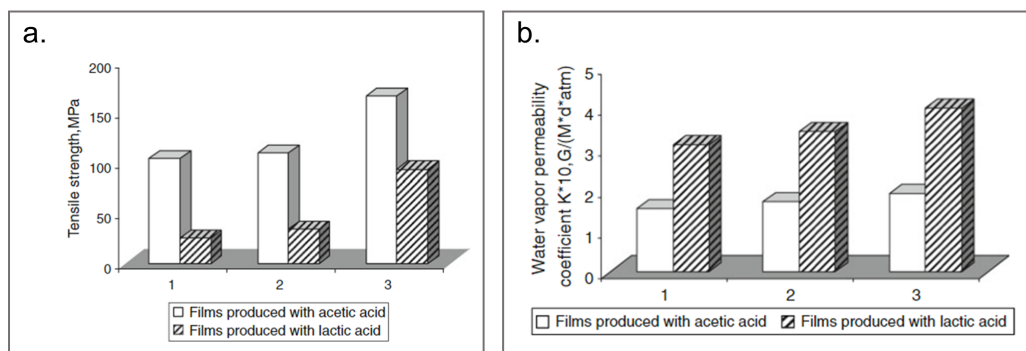 a.
Tensile strength,MPa
200
150
100
50
0
1 2 3
Films produced with acetic acid
Films produced with lactic acid
b.
Water vapor permeability
coefficient K*10,G/(M*d*atm)
5
4
3
2
1
0
1 2 3
Films produced with acetic acid Films produced with lactic acid